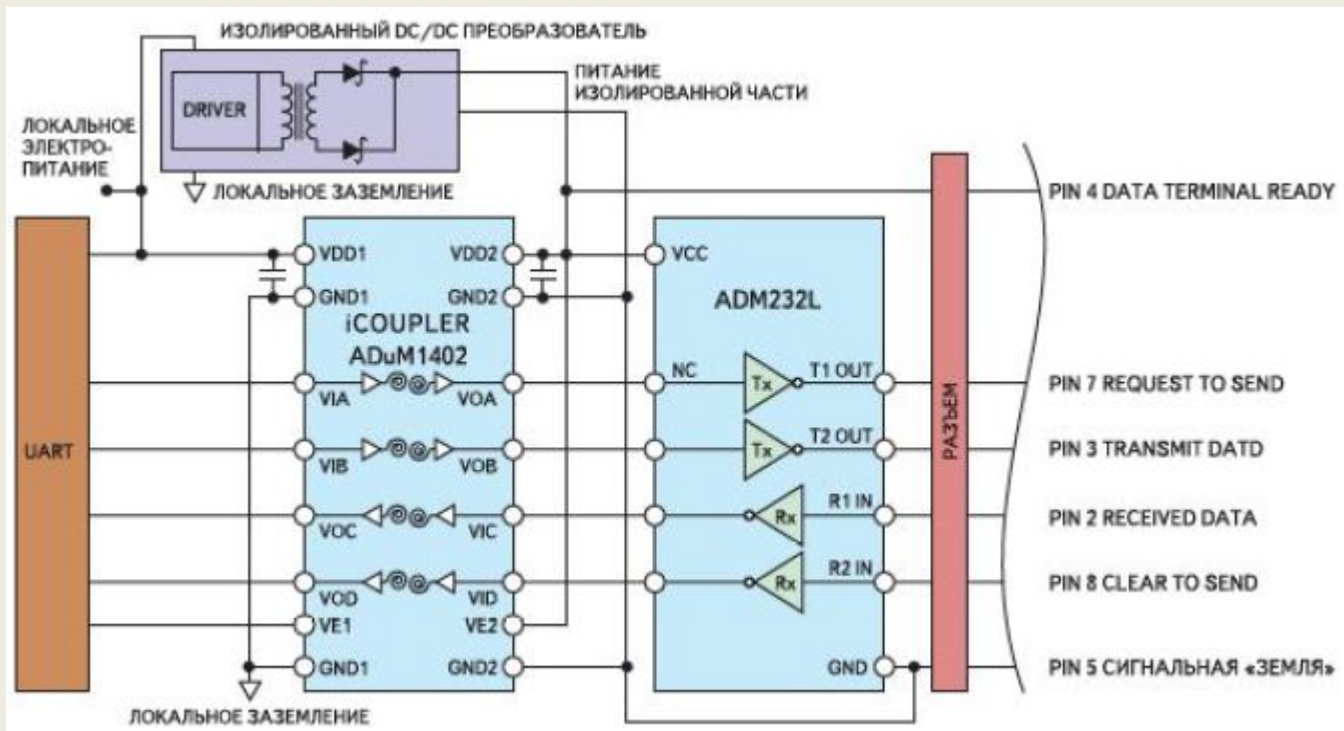 ИЗОЛИРОВАННЫЙ DC/DC ПРЕОБРАЗОВАТЕЛЬ
DRIVER
ПИТАНИЕ
ИЗОЛИРОВАННОЙ ЧАСТИ
ЛОКАЛЬНОЕ
ЭЛЕКТРО-
ПИТАНИЕ
ЛОКАЛЬНОЕ ЗАЗЕМЛЕНИЕ
UART
VDD1
VDD2
GND1
GND2
iCOUPLER
ADuM1402
VIA
VOA
VIB
VOB
VOC
VIC
VOD
VID
VE1
VE2
GND1
GND2
ЛОКАЛЬНОЕ ЗАЗЕМЛЕНИЕ
VCC
ADM232L
NC
Tx
T1 OUT
Tx
T2 OUT
Rx
R1 IN
Rx
R2 IN
GND
РАЗЪЕМ
PIN 4 DATA TERMINAL READY
PIN 7 REQUEST TO SEND
PIN 3 TRANSMIT DATD
PIN 2 RECEIVED DATA
PIN 8 CLEAR TO SEND
PIN 5 СИГНАЛЬНАЯ «ЗЕМЛЯ»